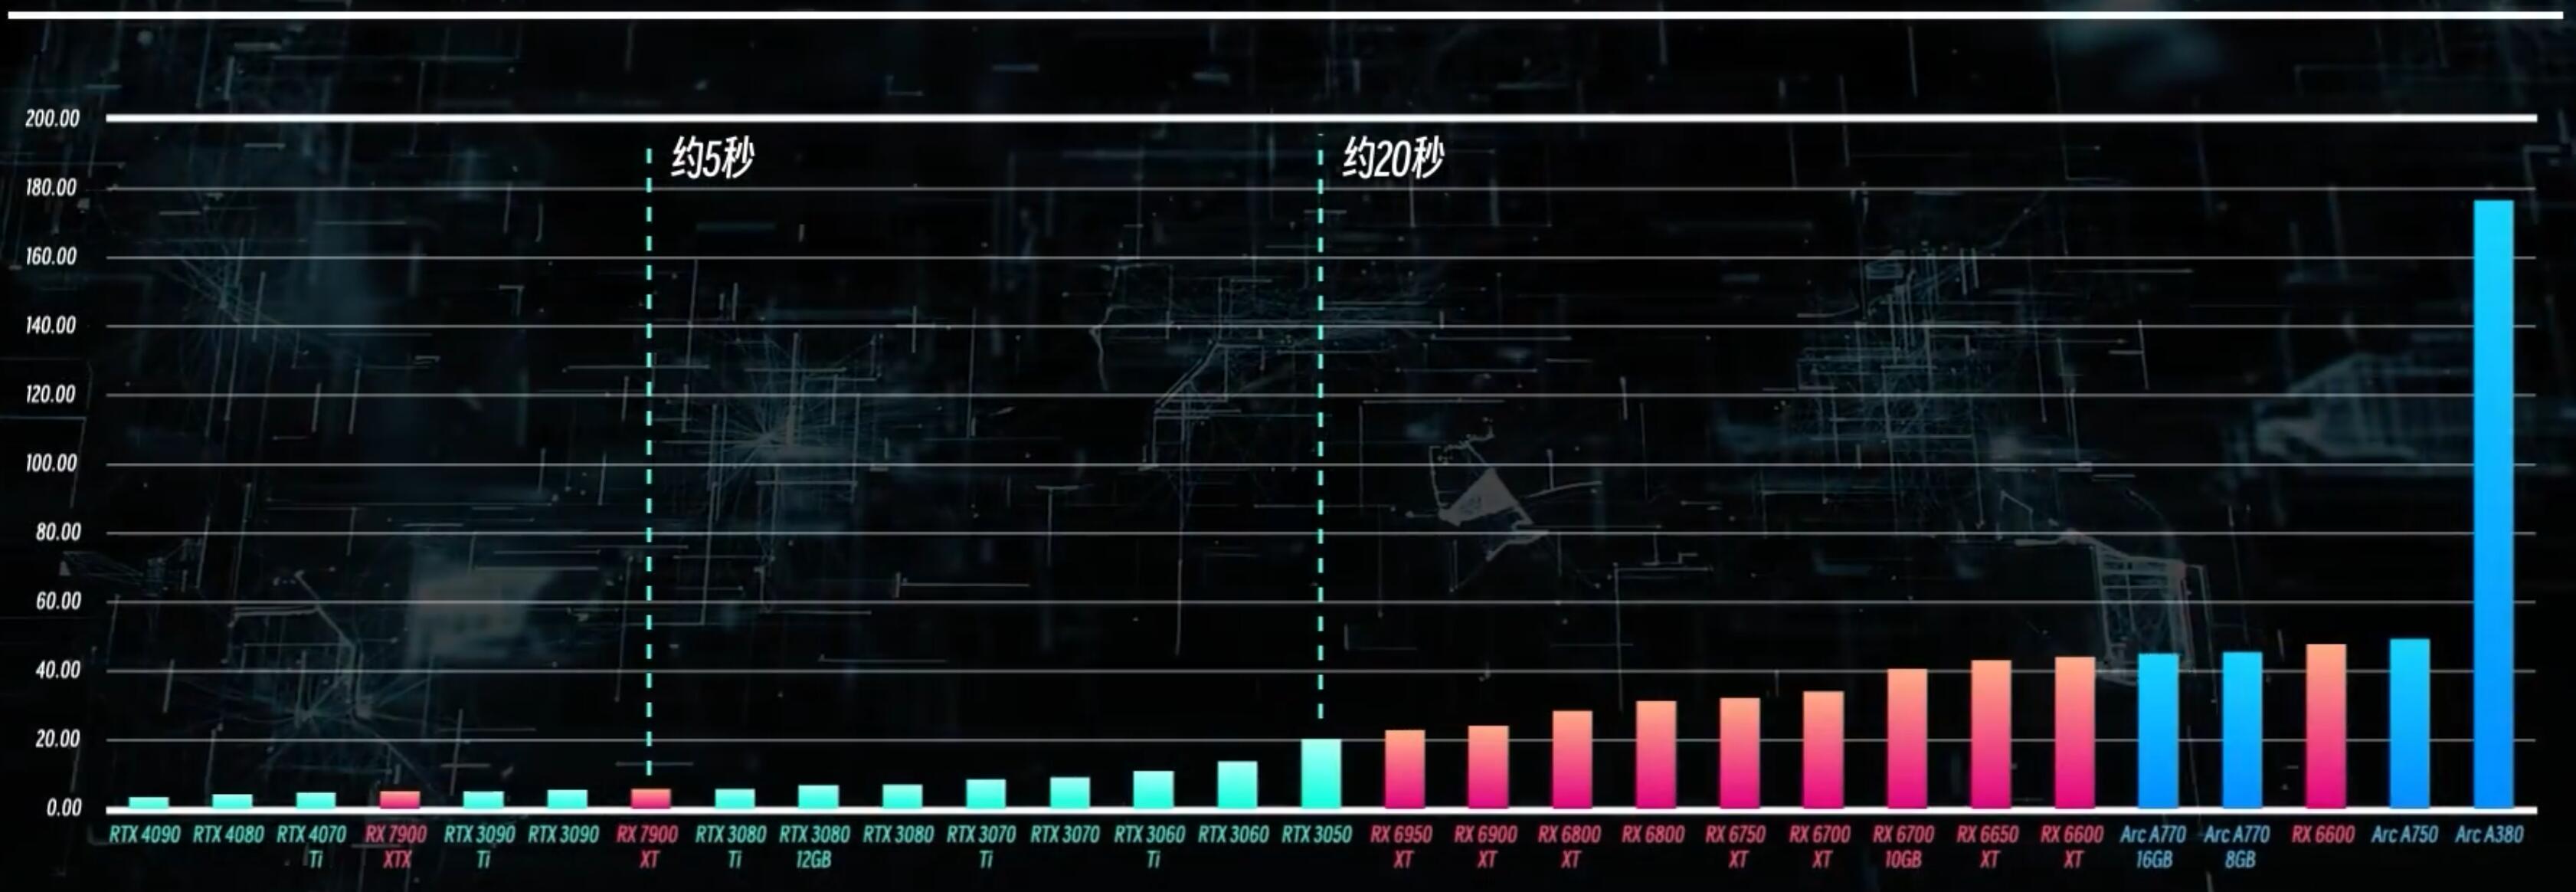 200.00
约5秒
约20秒
180.00
160.00
140.00
120.00
100.00
80.00
60.00
40.00
20.00
0.00
RTX 4090
RTX 4080
RTX 4070
Ti
RX 7900
XTX
RTX 3090
Ti
RTX 3090
RX 7900
XT
RTX 3080
Ti
RTX 3080
12GB
RTX 3080
RTX 3070
Ti
RTX 3070
RTX 3060
Ti
RTX 3060
RTX 3050
RX 6950
XT
RX 6900
XT
RX 6800
XT
RX 6800
RX 6750
XT
RX 6700
XT
RX 6700
10GB
RX 6650
XT
RX 6600
XT
Arc A770
16GB
Arc A770
8GB
RX 6600
Arc A750
Arc A380